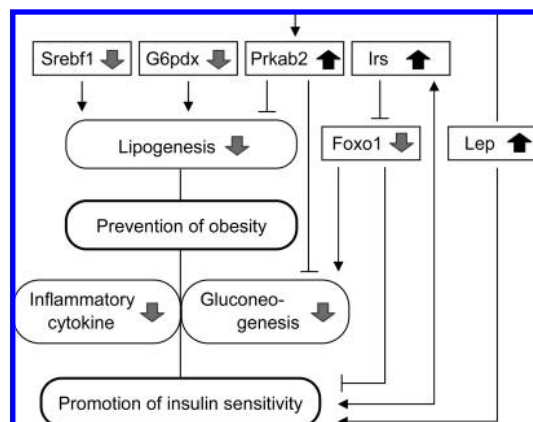 Srebf1
G6pdx
Prkab2
Irs
Lipogenesis
Foxo1
Lep
Prevention of obesity
Inflammatory
cytokine
Gluconeo-
genesis
Promotion of insulin sensitivity